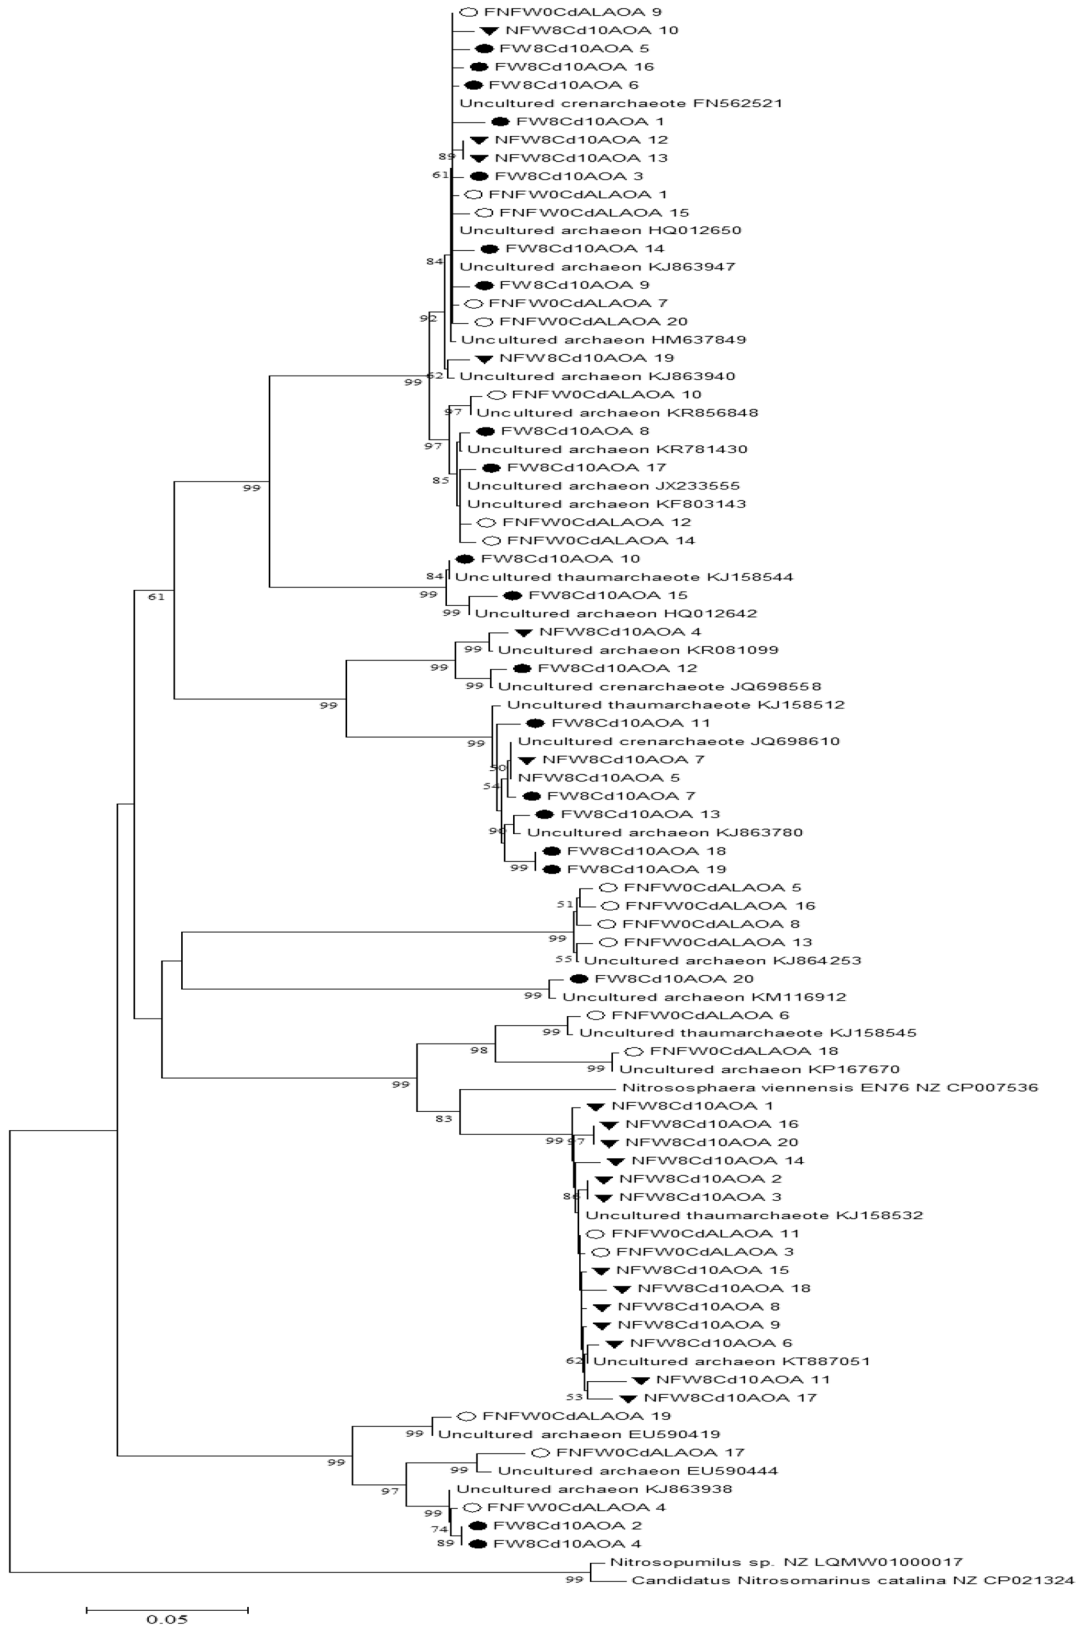 FNFW0CdALAOA 9
NFW8Cd10AOA 10
FW8Cd10AOA 5
FW8Cd10AOA 16
FW8Cd10AOA 6
Uncultured crenarchaeote FN562521
FW8Cd10AOA 1
NFW8Cd10AOA 12
89
NFW8Cd10AOA 13
61
FW8Cd10AOA 3
FNFW0CdALAOA 1
FNFW0CdALAOA 15
Uncultured archaeon HQ012650
FW8Cd10AOA 14
84
Uncultured archaeon KJ863947
FW8Cd10AOA 9
FNFW0CdALAOA 7
92
FNFW0CdALAOA 20
Uncultured archaeon HM637849
NFW8Cd10AOA 19
99
62
Uncultured archaeon KJ863940
FNFW0CdALAOA 10
97
Uncultured archaeon KR856848
FW8Cd10AOA 8
97
Uncultured archaeon KR781430
FW8Cd10AOA 17
85
99
Uncultured archaeon JX233555
Uncultured archaeon KF803143
FNFW0CdALAOA 12
FNFW0CdALAOA 14
FW8Cd10AOA 10
84
Uncultured thaumarchaeote KJ158544
61
99
FW8Cd10AOA 15
99
Uncultured archaeon HQ012642
NFW8Cd10AOA 4
99
Uncultured archaeon KR081099
99
FW8Cd10AOA 12
99
Uncultured crenarchaeote JQ698558
99
Uncultured thaumarchaeote KJ158512
FW8Cd10AOA 11
99
Uncultured crenarchaeote JQ698610
NFW8Cd10AOA 7
50
NFW8Cd10AOA 5
54
FW8Cd10AOA 7
FW8Cd10AOA 13
90
Uncultured archaeon KJ863780
FW8Cd10AOA 18
99
FW8Cd10AOA 19
FNFW0CdALAOA 5
51
FNFW0CdALAOA 16
FNFW0CdALAOA 8
99
FNFW0CdALAOA 13
55
Uncultured archaeon KJ864253
FW8Cd10AOA 20
99
Uncultured archaeon KM116912
FNFW0CdALAOA 6
99
Uncultured thaumarchaeote KJ158545
98
FNFW0CdALAOA 18
99
Uncultured archaeon KP167670
99
Nitrososphaera viennensis EN76 NZ CP007536
NFW8Cd10AOA 1
83
NFW8Cd10AOA 16
99
97
NFW8Cd10AOA 20
NFW8Cd10AOA 14
NFW8Cd10AOA 2
86
NFW8Cd10AOA 3
Uncultured thaumarchaeote KJ158532
FNFW0CdALAOA 11
FNFW0CdALAOA 3
NFW8Cd10AOA 15
NFW8Cd10AOA 18
NFW8Cd10AOA 8
NFW8Cd10AOA 9
NFW8Cd10AOA 6
62
Uncultured archaeon KT887051
NFW8Cd10AOA 11
53
NFW8Cd10AOA 17
FNFW0CdALAOA 19
99
Uncultured archaeon EU590419
FNFW0CdALAOA 17
99
99
Uncultured archaeon EU590444
97
Uncultured archaeon KJ863938
99
FNFW0CdALAOA 4
74
FW8Cd10AOA 2
89
FW8Cd10AOA 4
Nitrosopumilus sp. NZ LQMW01000017
99
Candidatus Nitrosomarinus catalina NZ CP021324
0.05